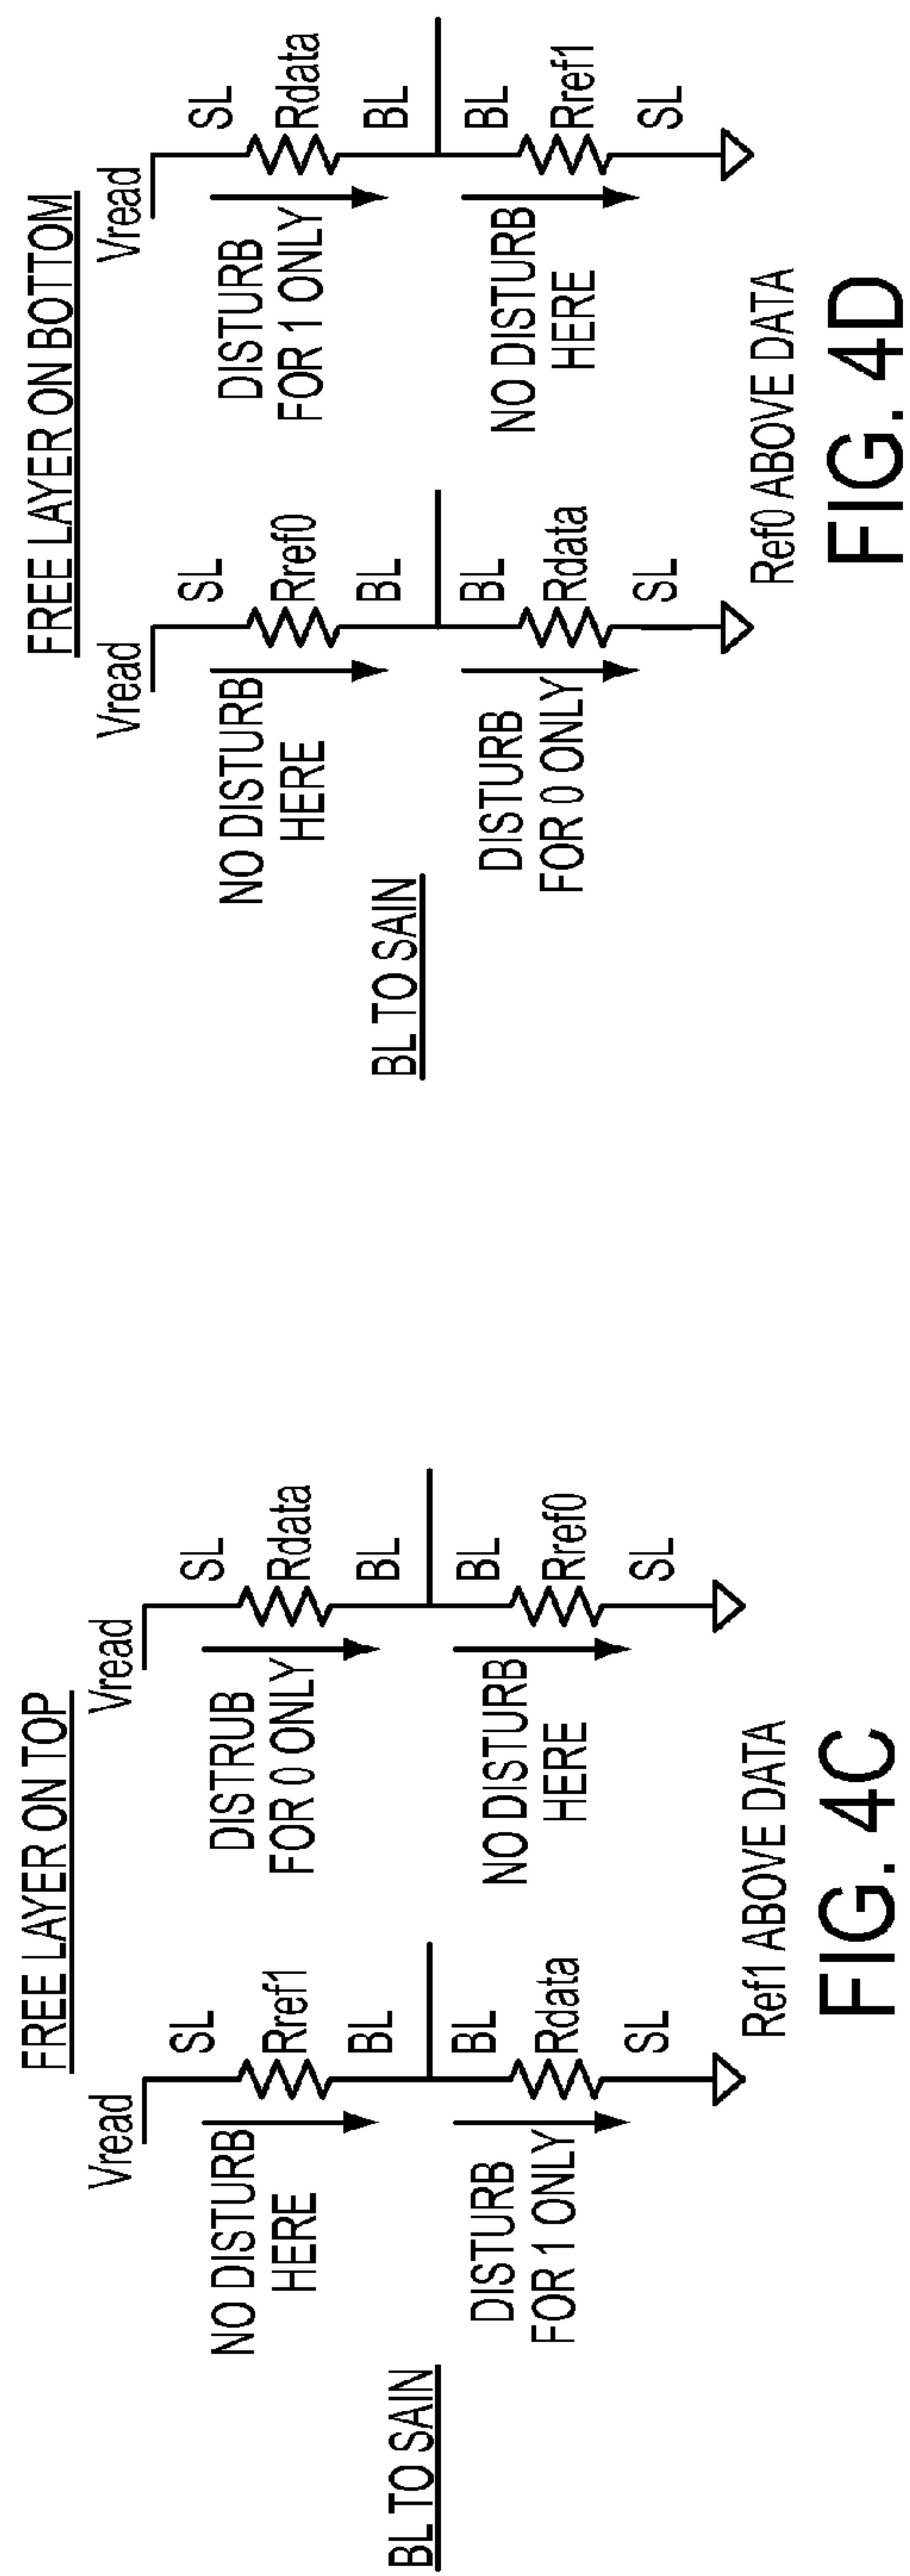 FREE LAYER ON TOP
Vread
SL
Rref1
BL
NO DISTURB
HERE
BL
Rdata
SL
DISTURB
FOR 1 ONLY
Vread
SL
Rdata
BL
DISTRUB
FOR 0 ONLY
BL
Rref0
SL
NO DISTURB
HERE
BL TO SAIN
Ref1 ABOVE DATA
FIG. 4C
FREE LAYER ON BOTTOM
Vread
SL
Rref0
BL
NO DISTURB
HERE
BL
Rdata
SL
DISTURB
FOR 0 ONLY
Vread
SL
Rdata
BL
DISTURB
FOR 1 ONLY
BL
Rref1
SL
NO DISTURB
HERE
BL TO SAIN
Ref0 ABOVE DATA
FIG. 4D